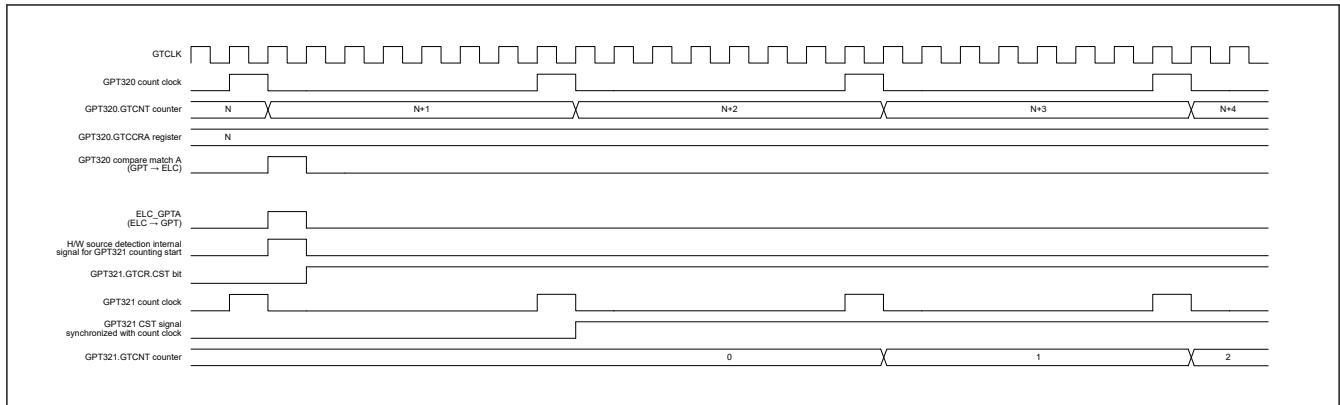 GTCLK
GPT320 count clock
GPT320.GTCNT counter
N
N+1
N+2
N+3
N+4
GPT320.GTCCRA register
N
GPT320 compare match A
(GPT → ELC)
ELC_GPTA
(ELC → GPT)
H/W source detection internal
signal for GPT321 counting start
GPT321.GTCR.CST bit
GPT321 count clock
GPT321 CST signal
synchronized with count clock
GPT321.GTCNT counter
0
1
2